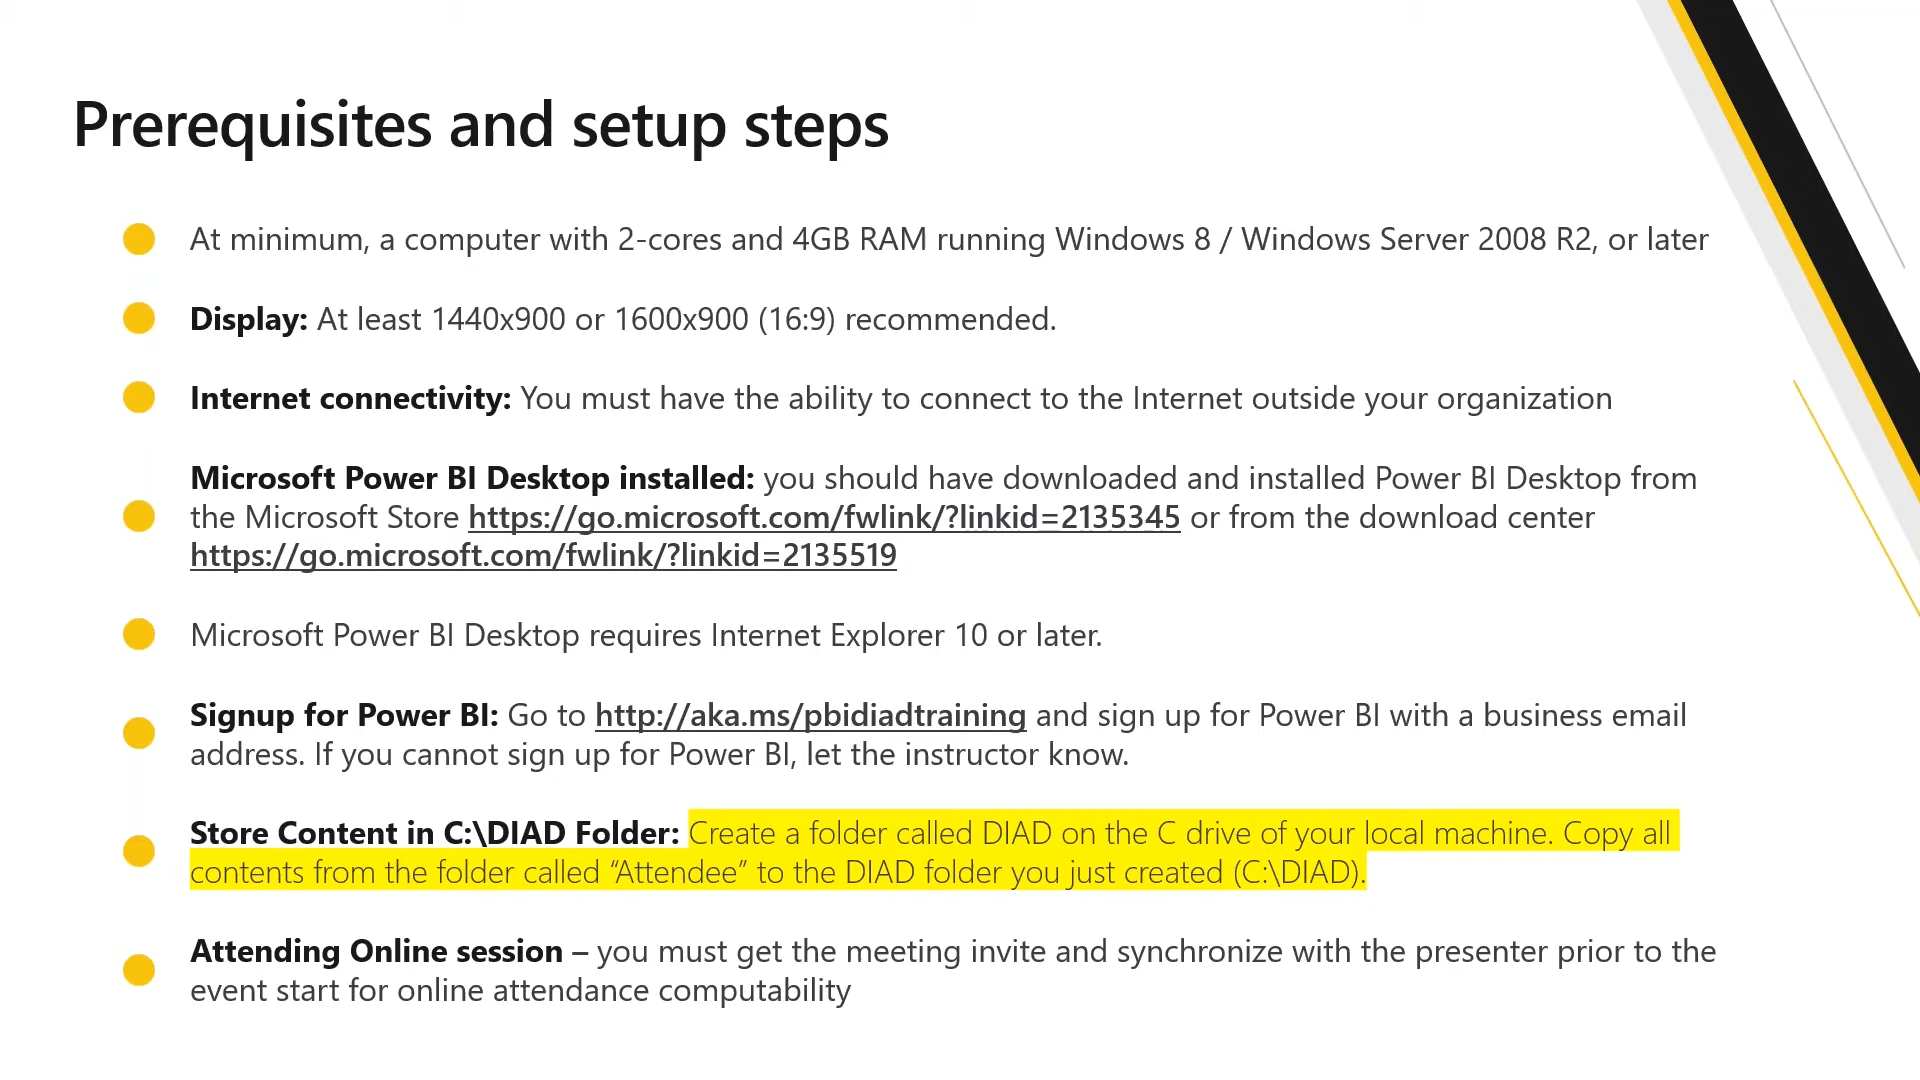 Prerequisites and setup steps
At minimum, a computer with 2-cores and 4GB RAM running Windows 8 / Windows Server 2008 R2, or later
Display: At least 1440x900 or 1600x900 (16:9) recommended.
Internet connectivity: You must have the ability to connect to the Internet outside your organization
Microsoft Power BI Desktop installed: you should have downloaded and installed Power BI Desktop from
the Microsoft Store https://go.microsoft.com/fwlink/?linkid=2135345 or from the download center
https://go.microsoft.com/fwlink/?linkid=2135519
Microsoft Power BI Desktop requires Internet Explorer 10 or later.
Signup for Power BI: Go to http://aka.ms/pbidiadtraining and sign up for Power BI with a business email
address. If you cannot sign up for Power BI, let the instructor know.
Store Content in C:\DIAD Folder: Create a folder called DIAD on the C drive of your local machine. Copy all
contents from the folder called “Attendee” to the DIAD folder you just created (C:\DIAD).
Attending Online session – you must get the meeting invite and synchronize with the presenter prior to the
event start for online attendance computability